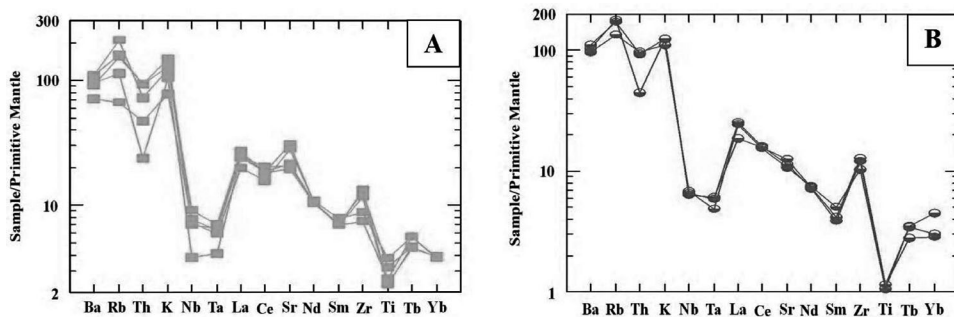 300
A
Sample/Primitive Mantle
100
10
2
Ba Rb Th K Nb Ta La Ce Sr Nd Sm Zr Ti Tb Yb
200
B
Sample/Primitive Mantle
100
10
1
Ba Rb Th K Nb Ta La Ce Sr Nd Sm Zr Ti Tb Yb